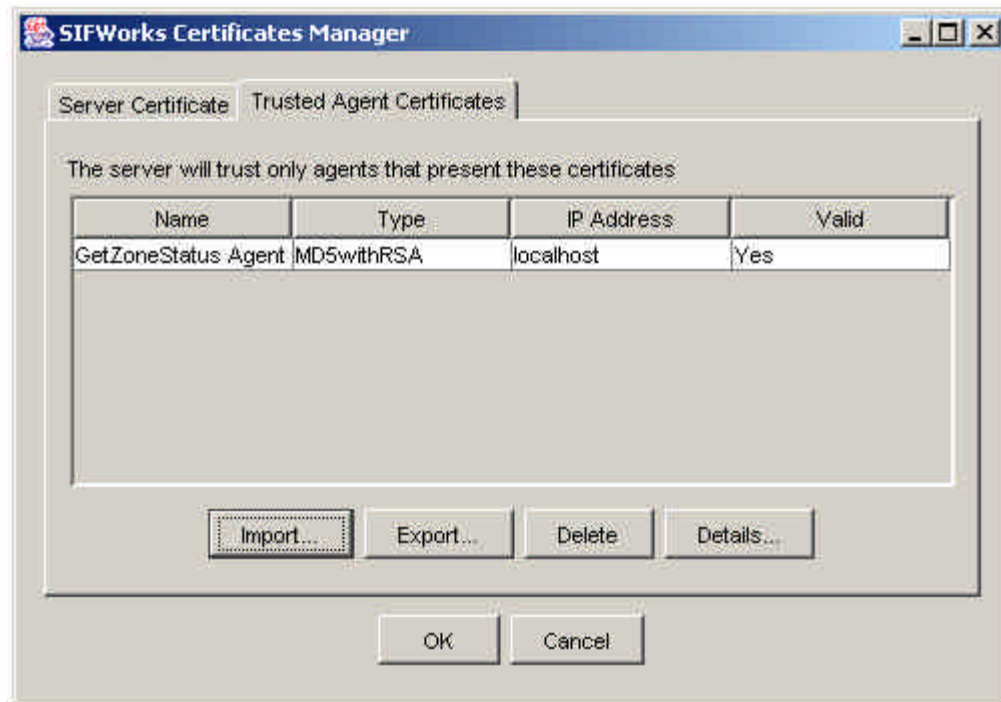 SIFWorks Certificates Manager
Server Certificate Trusted Agent Certificates
The server will trust only agents that present these certificates
Name Type IP Address Valid
GetZoneStatus Agent MD5withRSA localhost Yes
Import... Export... Delete Details...
OK Cancel